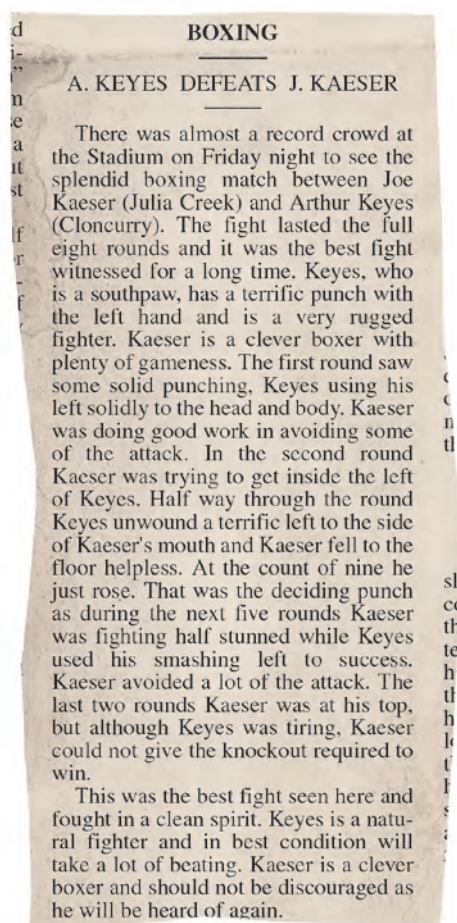 BOXING
A. KEYES DEFEATS J. KAESER
There was almost a record crowd at
the Stadium on Friday night to see the
splendid boxing match between Joe
Kaeser (Julia Creek) and Arthur Keyes
(Cloncurry). The fight lasted the full
eight rounds and it was the best fight
witnessed for a long time. Keyes, who
is a southpaw, has a terrific punch with
the left hand and is a very rugged
fighter. Kaeser is a clever boxer with
plenty of gameness. The first round saw
some solid punching, Keyes using his
left solidly to the head and body. Kaeser
was doing good work in avoiding some
of the attack. In the second round
Kaeser was trying to get inside the left
of Keyes. Half way through the round
Keyes unwound a terrific left to the side
of Kaeser's mouth and Kaeser fell to the
floor helpless. At the count of nine he
just rose. That was the deciding punch
as during the next five rounds Kaeser
was fighting half stunned while Keyes
used his smashing left to success.
Kaeser avoided a lot of the attack. The
last two rounds Kaeser was at his top,
but although Keyes was tiring, Kaeser
could not give the knockout required to
win.
This was the best fight seen here and
fought in a clean spirit. Keyes is a natu-
ral fighter and in best condition will
take a lot of beating. Kaeser is a clever
boxer and should not be discouraged as
he will be heard of again.